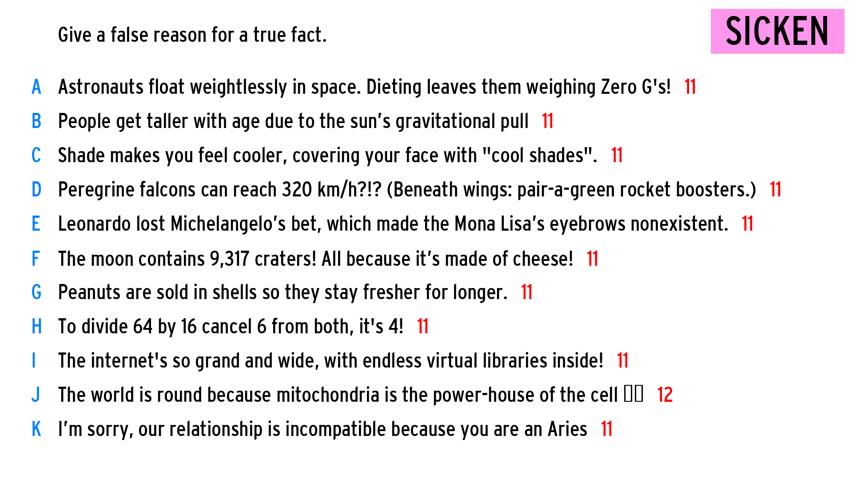 SICKEN
Give a false reason for a true fact.
A Astronauts float weightlessly in space. Dieting leaves them weighing Zero G's! 11
B People get taller with age due to the sun’s gravitational pull 11
C Shade makes you feel cooler, covering your face with "cool shades". 11
D Peregrine falcons can reach 320 km/h?!? (Beneath wings: pair-a-green rocket boosters.) 11
E Leonardo lost Michelangelo’s bet, which made the Mona Lisa’s eyebrows nonexistent. 11
F The moon contains 9,317 craters! All because it’s made of cheese! 11
G Peanuts are sold in shells so they stay fresher for longer. 11
H To divide 64 by 16 cancel 6 from both, it's 4! 11
I The internet's so grand and wide, with endless virtual libraries inside! 11
J The world is round because mitochondria is the power-house of the cell 12
K I’m sorry, our relationship is incompatible because you are an Aries 11